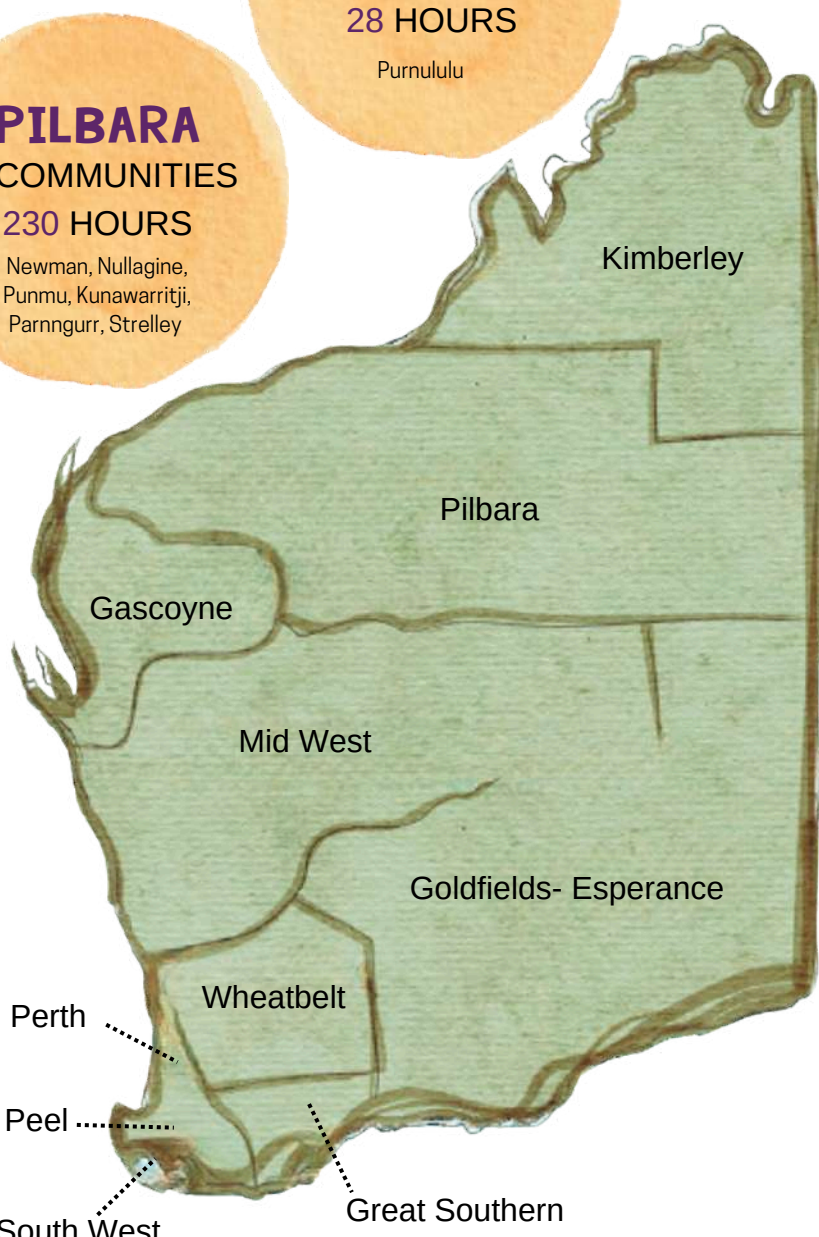 28 HOURS
Purnululu
PILBARA
COMMUNITIES
230 HOURS
Newman, Nullagine,
Punmu, Kunawarritji,
Parnngurr, Strelley
Kimberley
Pilbara
Gascoyne
Mid West
Goldfields- Esperance
Wheatbelt
Perth
Peel
South West
Great Southern